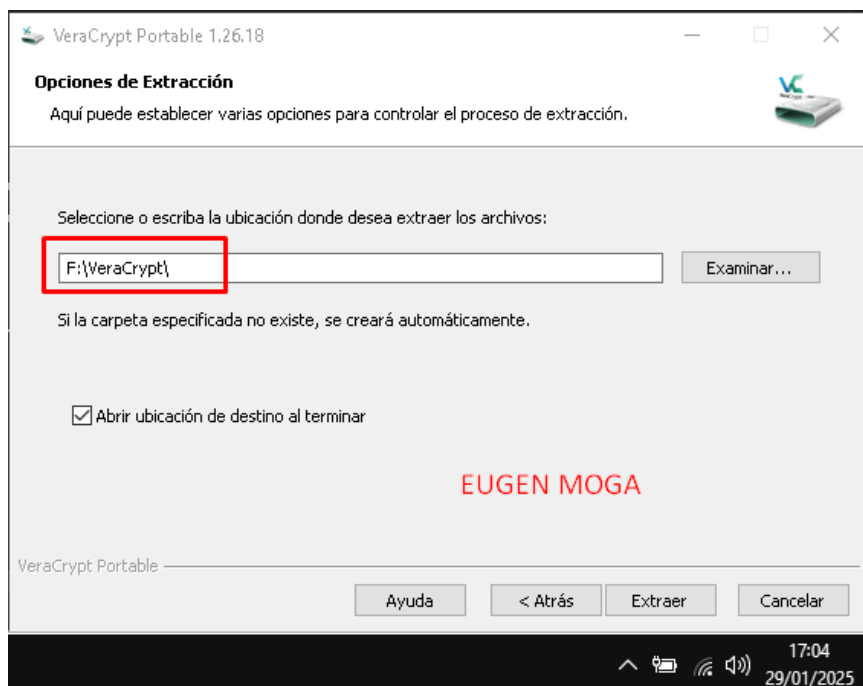 VeraCrypt Portable 1.26.18
Opciones de Extracción
Aquí puede establecer varias opciones para controlar el proceso de extracción.
VC
Seleccione o escriba la ubicación donde desea extraer los archivos:
F:\VeraCrypt\
Examinar...
Si la carpeta especificada no existe, se creará automáticamente.
Abrir ubicación de destino al terminar
EUGEN MOGA
VeraCrypt Portable
Ayuda
< Atrás
Extraer
Cancelar
17:04
29/01/2025